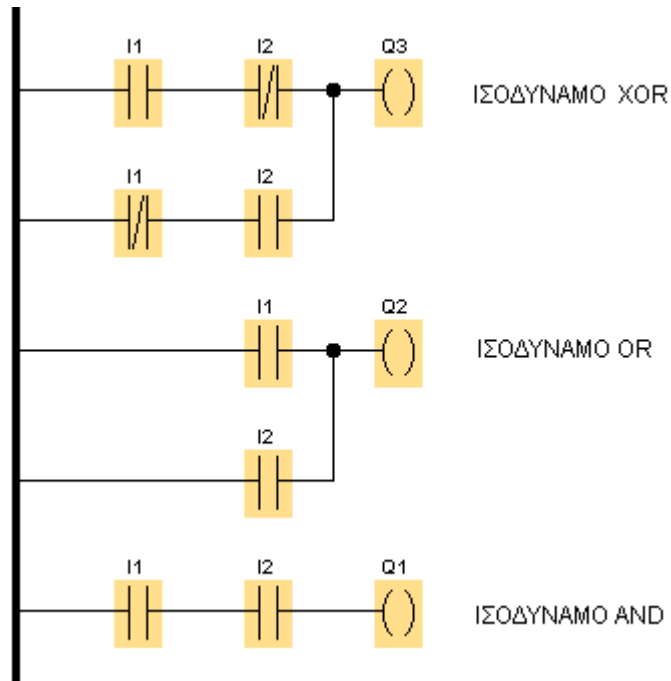 I1 I2 Q3
ΙΣΟΔΥΝΑΜΟ XOR
I1 I2
I1 Q2
ΙΣΟΔΥΝΑΜΟ OR
I2
I1 I2 Q1
ΙΣΟΔΥΝΑΜΟ AND